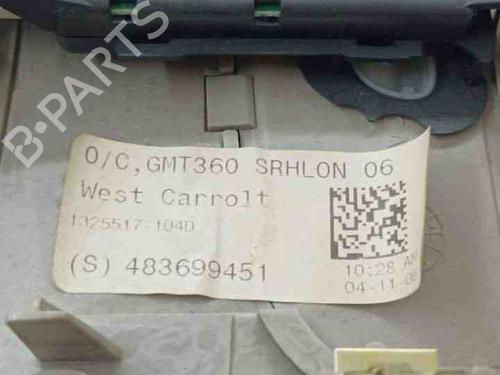 B-PARTS
O/C,GMT360 SRHLON 06
West Carrolt
1325517-104D
(S) 483699451
10:28 AM
04-11-06